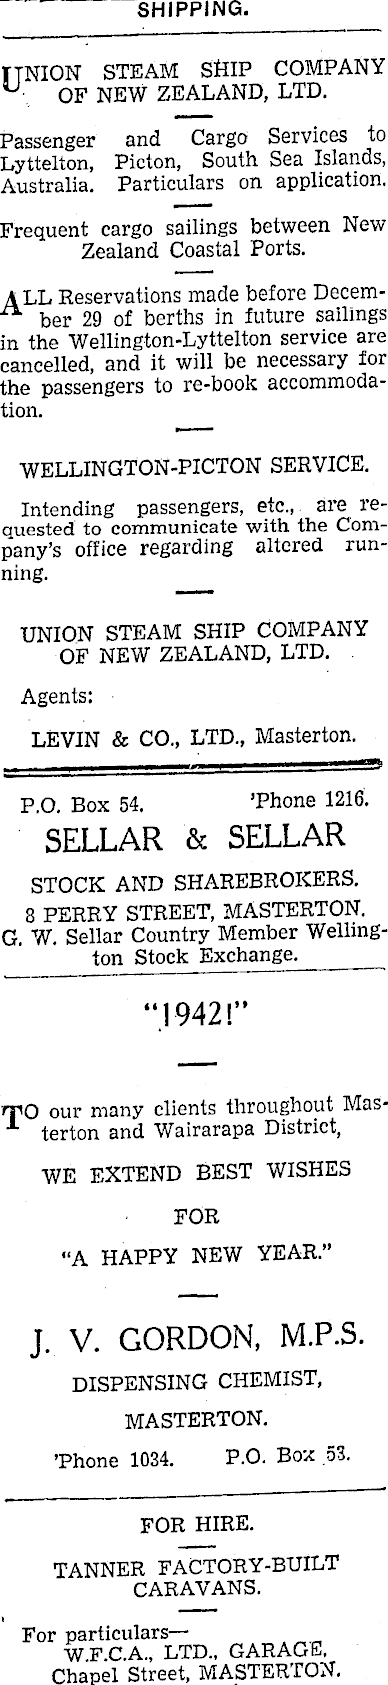 SHIPPING.
UNION STEAM SHIP COMPANY
OF NEW ZEALAND, LTD.
Passenger and Cargo Services to
Lyttelton, Picton, South Sea Islands,
Australia. Particulars on application.
Frequent cargo sailings between New
Zealand Coastal Ports.
ALL Reservations made before Decem-
ber 29 of berths in future sailings
in the Wellington-Lyttelton service are
cancelled, and it will be necessary for
the passengers to re-book accommoda-
tion.
WELLINGTON-PICTON SERVICE.
Intending passengers, etc., are re-
quested to communicate with the Com-
pany's office regarding altered run-
ning.
UNION STEAM SHIP COMPANY
OF NEW ZEALAND, LTD.
Agents:
LEVIN & CO., LTD., Masterton.
P.O. Box 54. 'Phone 1216.
SELLAR & SELLAR
STOCK AND SHAREBROKERS.
8 PERRY STREET, MASTERTON.
G. W. Sellar Country Member Welling-
ton Stock Exchange.
"1942!"
TO our many clients throughout Mas-
terton and Wairarapa District,
WE EXTEND BEST WISHES
FOR
"A HAPPY NEW YEAR."
J. V. GORDON, M.P.S.
DISPENSING CHEMIST,
MASTERTON.
'Phone 1034. P.O. Box 53.
FOR HIRE.
TANNER FACTORY-BUILT
CARAVANS.
For particulars—
W.F.C.A., LTD., GARAGE,
Chapel Street, MASTERTON.